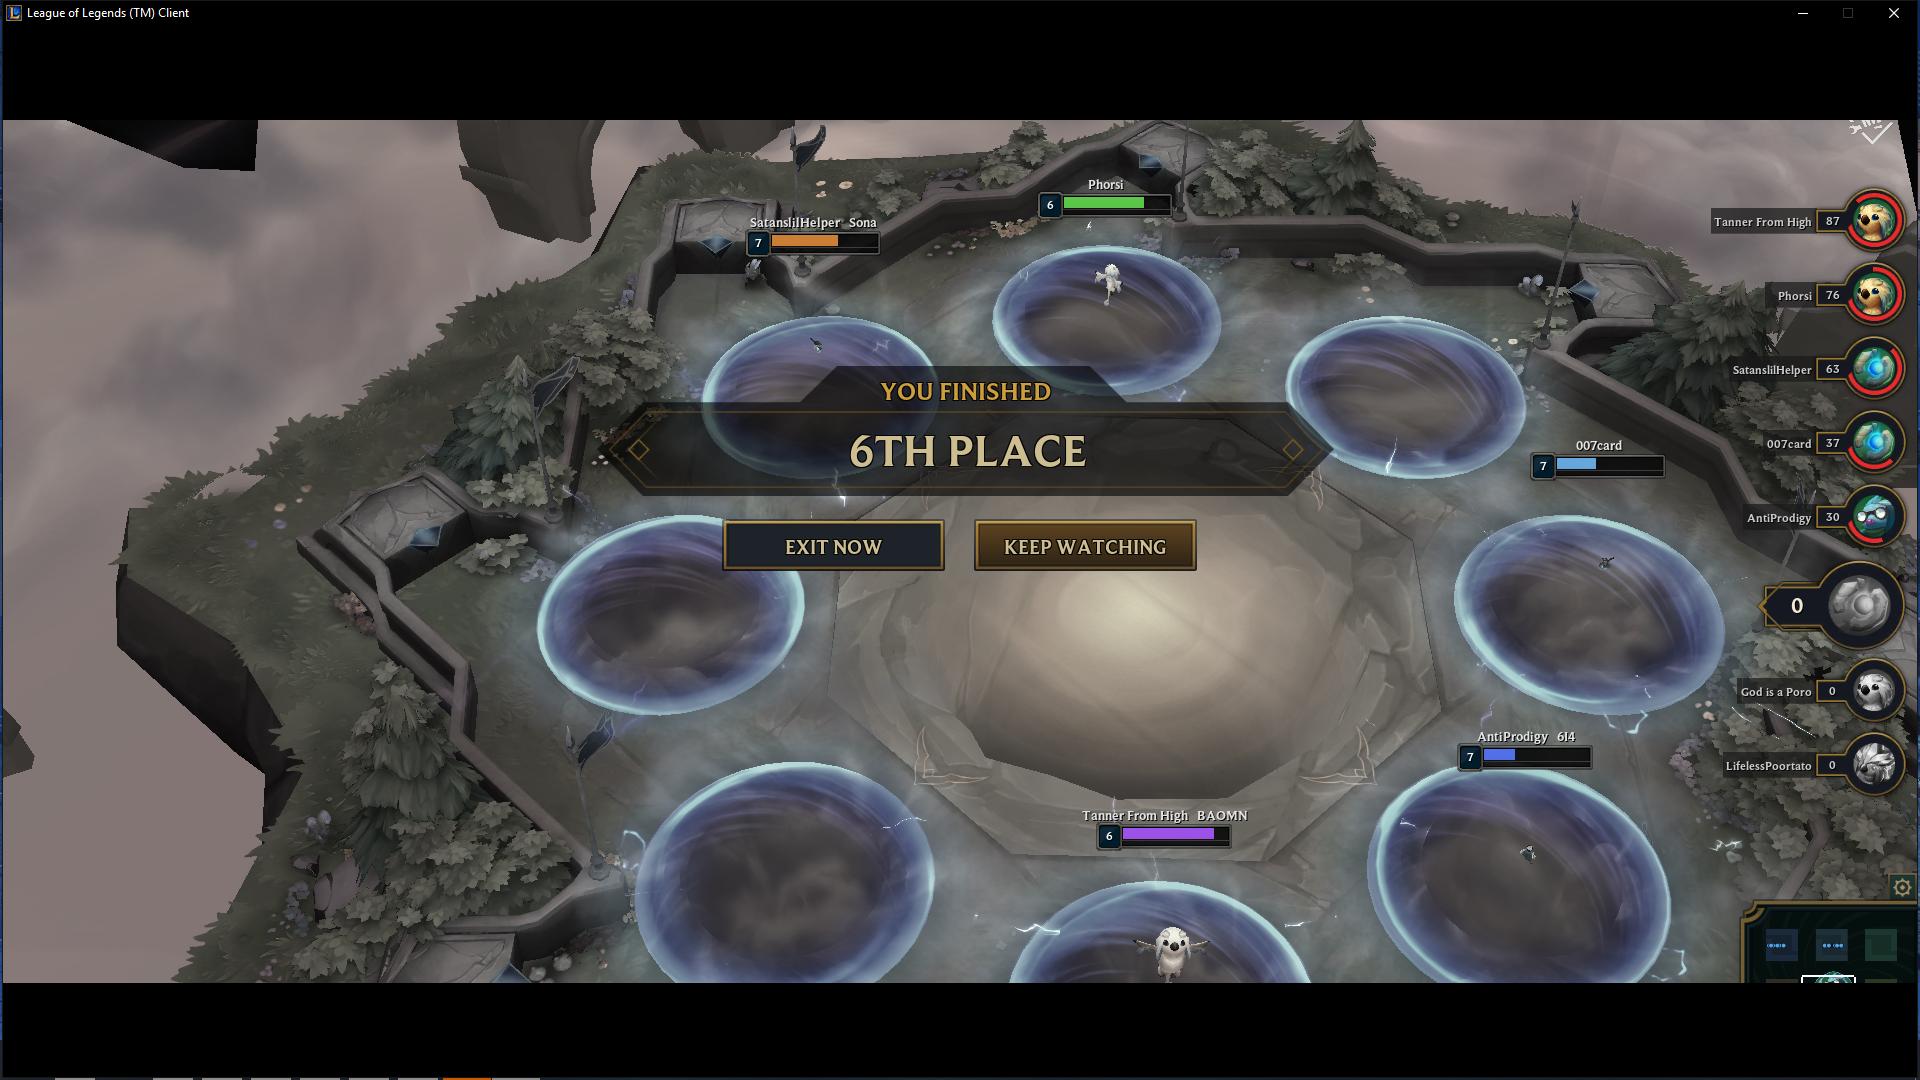 League of Legends (TM) Client
Phorsi
6
SatanslilHelper Sona
7
Tanner From High 87
Phorsi 76
SatanslilHelper 63
YOU FINISHED
6TH PLACE
007card 37
007card
7
AntiProdigy 30
EXIT NOW
KEEP WATCHING
0
God is a Poro 0
AntiProdigy 614
7
LifelessPoortato 0
Tanner From High BAOMN
6